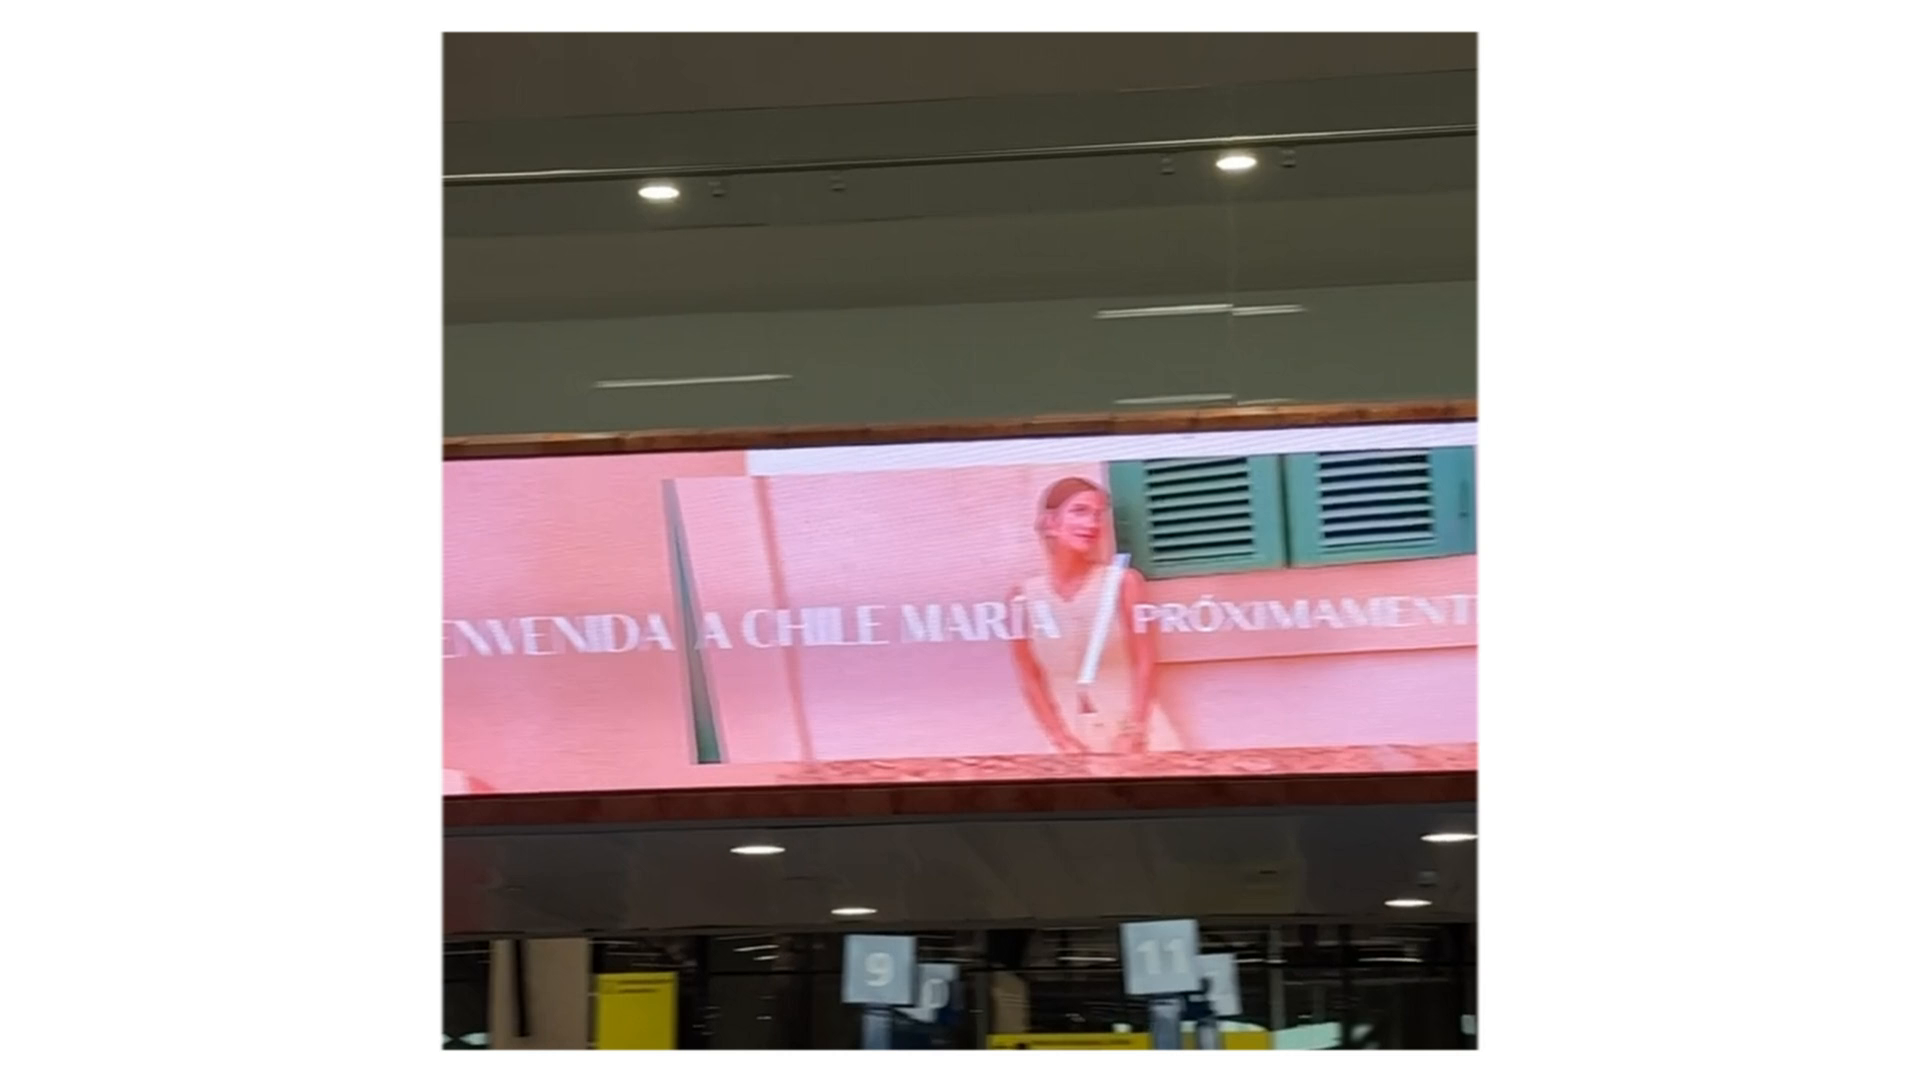 ENVENIDA A CHILE MARÍA / PRÓXIMAMENT
9
11